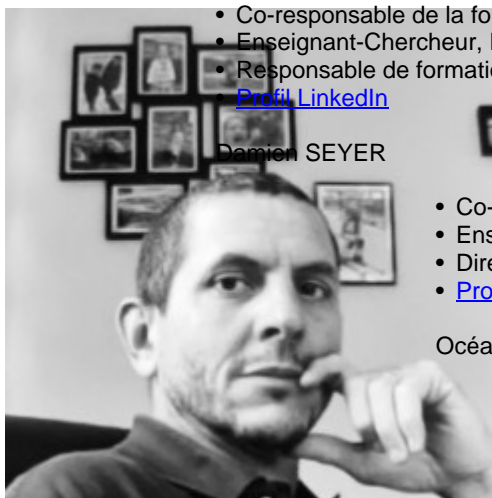 • Co-responsable de la fo
• Enseignant-Chercheur,
• Responsable de formati
• Profil LinkedIn
Damien SEYER
• Co-
• Ens
• Dire
• Pro
Océa